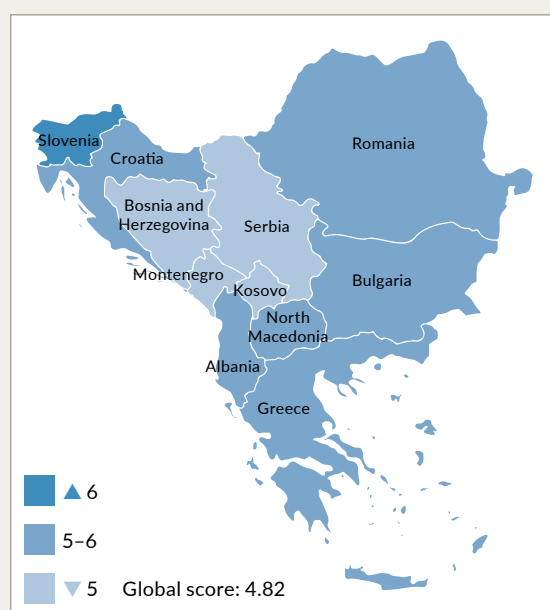 Slovenia
Croatia
Romania
Bosnia and
Herzegovina
Serbia
Montenegro
Kosovo
Bulgaria
North
Macedonia
Albania
Greece
▲ 6
5–6
▼ 5 Global score: 4.82